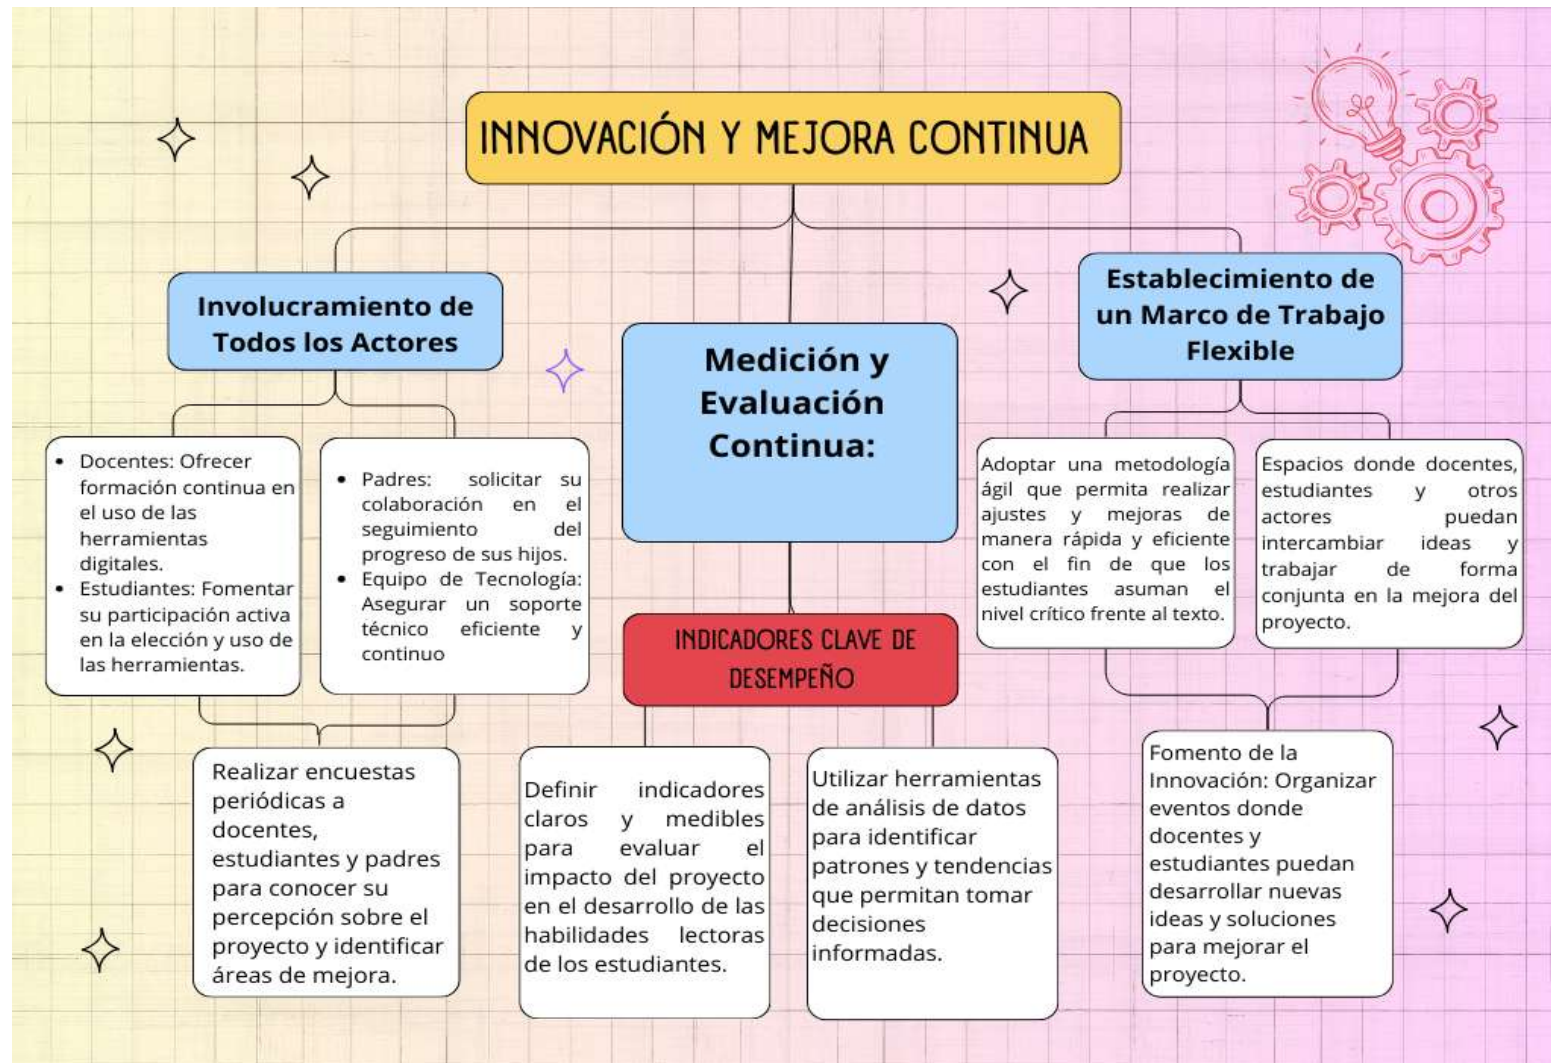 INNOVACIÓN Y MEJORA CONTINUA
Involucramiento de
Todos los Actores
• Docentes: Ofrecer
formación continua en
el uso de las
herramientas
digitales.
• Estudiantes: Fomentar
su participación activa
en la elección y uso de
las herramientas.
• Padres: solicitar su
colaboración en el
seguimiento del
progreso de sus hijos.
• Equipo de Tecnología:
Asegurar un soporte
técnico eficiente y
continuo
Realizar encuestas
periódicas a
docentes,
estudiantes y padres
para conocer su
percepción sobre el
proyecto y identificar
áreas de mejora.
Medición y
Evaluación
Continua:
INDICADORES CLAVE DE
DESEMPEÑO
Definir indicadores
claros y medibles
para evaluar el
impacto del proyecto
en el desarrollo de las
habilidades lectoras
de los estudiantes.
Utilizar herramientas
de análisis de datos
para identificar
patrones y tendencias
que permitan tomar
decisiones
informadas.
Establecimiento de
un Marco de Trabajo
Flexible
Adoptar una metodología
ágil que permita realizar
ajustes y mejoras de
manera rápida y eficiente
con el fin de que los
estudiantes asuman el
nivel crítico frente al texto.
Espacios donde docentes,
estudiantes y otros
actores puedan
intercambiar ideas y
trabajar de forma
conjunta en la mejora del
proyecto.
Fomento de la
Innovación: Organizar
eventos donde
docentes y
estudiantes puedan
desarrollar nuevas
ideas y soluciones
para mejorar el
proyecto.